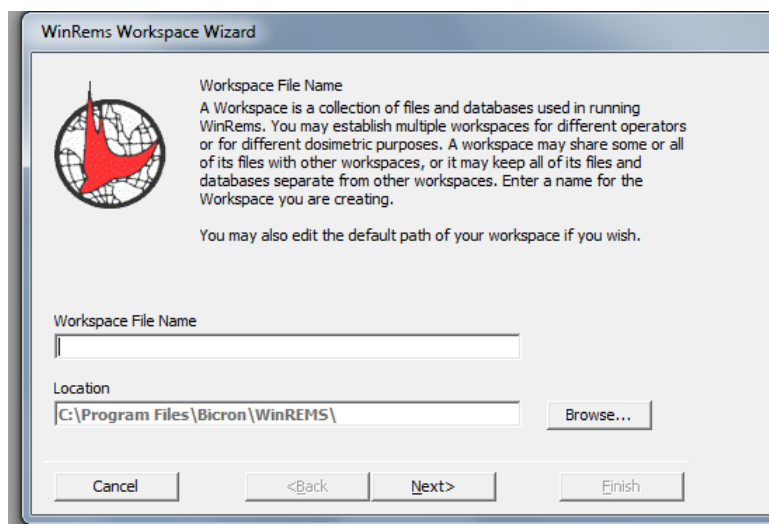 WinRems Workspace Wizard
Workspace File Name
A Workspace is a collection of files and databases used in running
WinRems. You may establish multiple workspaces for different operators
or for different dosimetric purposes. A workspace may share some or all
of its files with other workspaces, or it may keep all of its files and
databases separate from other workspaces. Enter a name for the
Workspace you are creating.
You may also edit the default path of your workspace if you wish.
Workspace File Name
Location
C:\Program Files\Bicron\WinREMS\
Browse...
Cancel
<Back
Next>
Finish